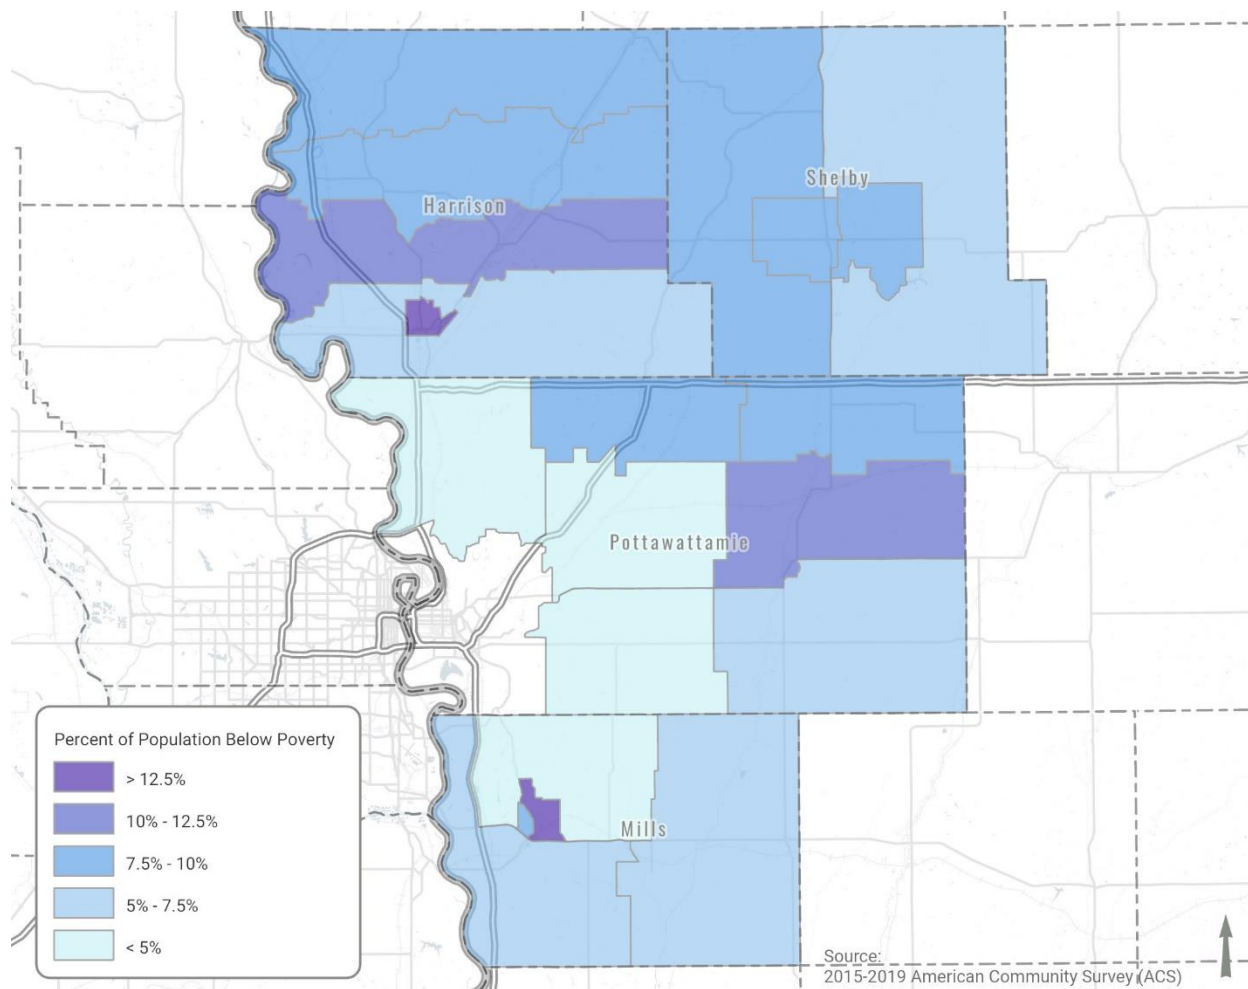 Shelby
Harrison
Pottawattamie
Mills
Percent of Population Below Poverty
> 12.5%
10% - 12.5%
7.5% - 10%
5% - 7.5%
< 5%
Source:
2015-2019 American Community Survey (ACS)